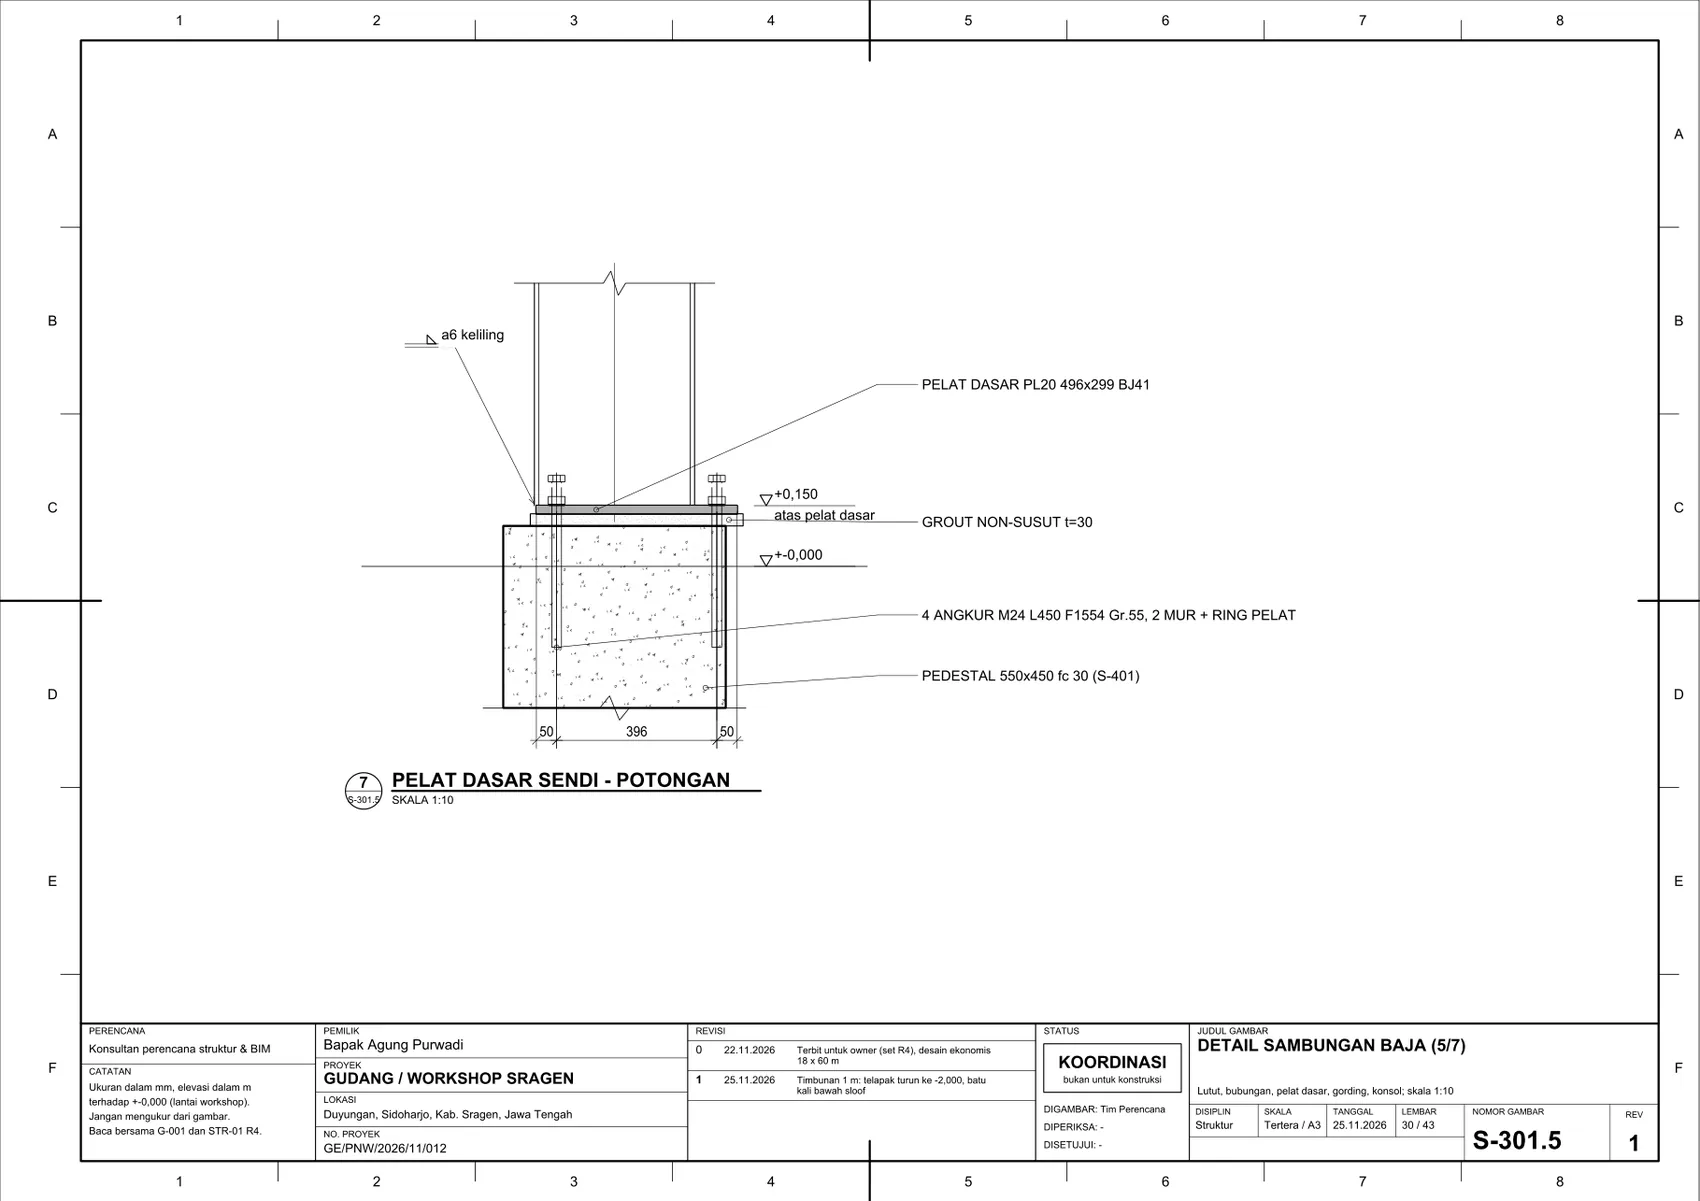 1 2 3 4 5 6 7 8
A A
B B
C C
D D
E E
F F
a6 keliling
PELAT DASAR PL20 496x299 BJ41
+0,150
atas pelat dasar
GROUT NON-SUSUT t=30
+-0,000
4 ANGKUR M24 L450 F1554 Gr.55, 2 MUR + RING PELAT
PEDESTAL 550x450 fc 30 (S-401)
50 396 50
7
S-301.5
PELAT DASAR SENDI - POTONGAN
SKALA 1:10
PERENCANA
Konsultan perencana struktur & BIM
CATATAN
Ukuran dalam mm, elevasi dalam m
terhadap +-0,000 (lantai workshop).
Jangan mengukur dari gambar.
Baca bersama G-001 dan STR-01 R4.
PEMILIK
Bapak Agung Purwadi
PROYEK
GUDANG / WORKSHOP SRAGEN
LOKASI
Duyungan, Sidoharjo, Kab. Sragen, Jawa Tengah
NO. PROYEK
GE/PNW/2026/11/012
REVISI
0 22.11.2026 Terbit untuk owner (set R4), desain ekonomis
18 x 60 m
1 25.11.2026 Timbunan 1 m: telapak turun ke -2,000, batu
kali bawah sloof
STATUS
KOORDINASI
bukan untuk konstruksi
DIGAMBAR: Tim Perencana
DIPERIKSA: -
DISETUJUI: -
JUDUL GAMBAR
DETAIL SAMBUNGAN BAJA (5/7)
Lutut, bubungan, pelat dasar, gording, konsol; skala 1:10
DISIPLIN
Struktur
SKALA
Tertera / A3
TANGGAL
25.11.2026
LEMBAR
30 / 43
NOMOR GAMBAR
S-301.5
REV
1
1 2 3 4 5 6 7 8